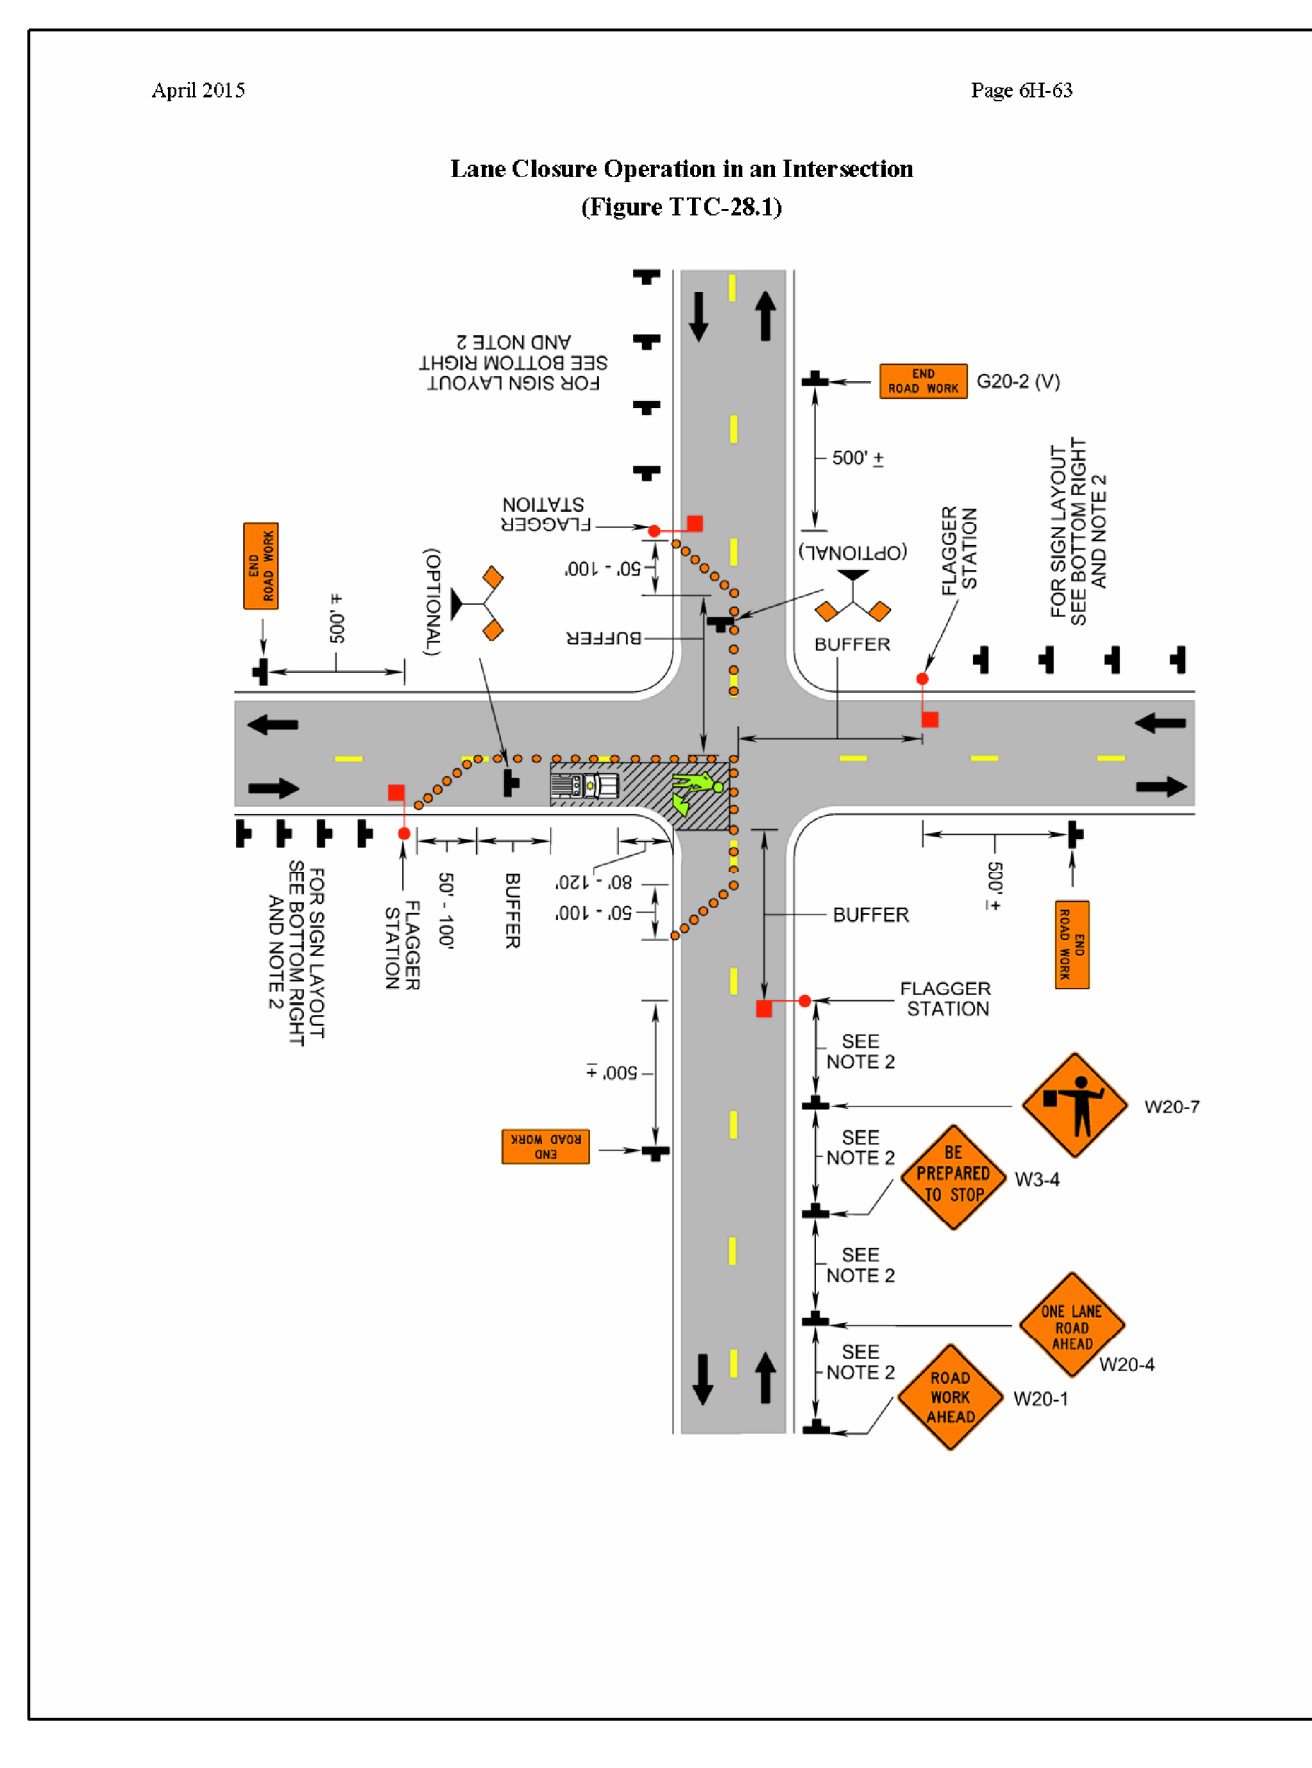 April 2015
Page 6H-63
Lane Closure Operation in an Intersection
(Figure TTC-28.1)
FOR SIGN LAYOUT
SEE BOTTOM RIGHT
AND NOTE 2
END
ROAD WORK
G20-2 (V)
500' ±
FLAGGER
STATION
50' - 100'
(OPTIONAL)
BUFFER
BUFFER
FLAGGER
STATION
FOR SIGN LAYOUT
SEE BOTTOM RIGHT
AND NOTE 2
END
ROAD WORK
500' ±
(OPTIONAL)
FOR SIGN LAYOUT
SEE BOTTOM RIGHT
AND NOTE 2
FLAGGER
STATION
50' - 100'
BUFFER
80' - 120'
50' - 100'
BUFFER
500' ±
END
ROAD WORK
FLAGGER
STATION
500' ±
END
ROAD WORK
SEE
NOTE 2
W20-7
SEE
NOTE 2
BE
PREPARED
TO STOP
W3-4
SEE
NOTE 2
ONE LANE
ROAD
AHEAD
W20-4
SEE
NOTE 2
ROAD
WORK
AHEAD
W20-1